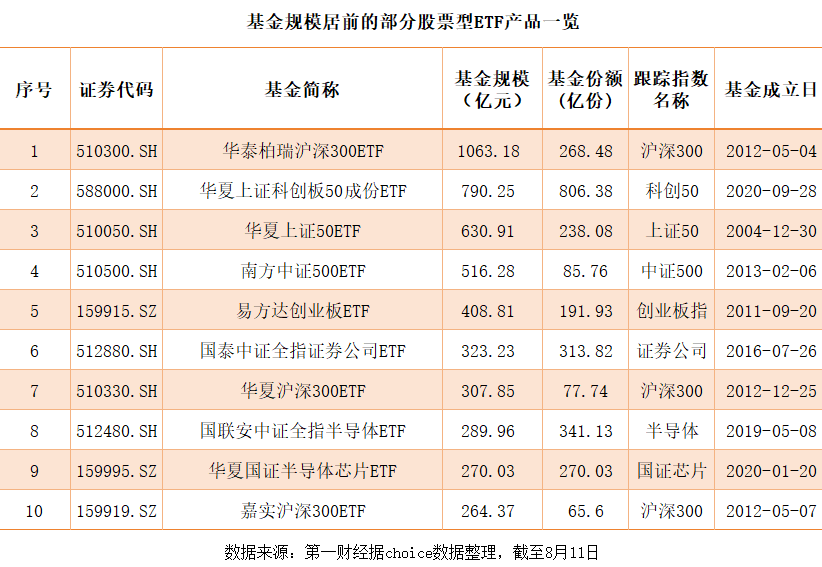 基金规模居前的部分股票型ETF产品一览
序号 证券代码 基金简称 基金规模（亿元） 基金份额(亿份) 跟踪指数名称 基金成立日
1 510300.SH 华泰柏瑞沪深300ETF 1063.18 268.48 沪深300 2012-05-04
2 588000.SH 华夏上证科创板50成份ETF 790.25 806.38 科创50 2020-09-28
3 510050.SH 华夏上证50ETF 630.91 238.08 上证50 2004-12-30
4 510500.SH 南方中证500ETF 516.28 85.76 中证500 2013-02-06
5 159915.SZ 易方达创业板ETF 408.81 191.93 创业板指 2011-09-20
6 512880.SH 国泰中证全指证券公司ETF 323.23 313.82 证券公司 2016-07-26
7 510330.SH 华夏沪深300ETF 307.85 77.74 沪深300 2012-12-25
8 512480.SH 国联安中证全指半导体ETF 289.96 341.13 半导体 2019-05-08
9 159995.SZ 华夏国证半导体芯片ETF 270.03 270.03 国证芯片 2020-01-20
10 159919.SZ 嘉实沪深300ETF 264.37 65.6 沪深300 2012-05-07
数据来源：第一财经据choice数据整理，截至8月11日